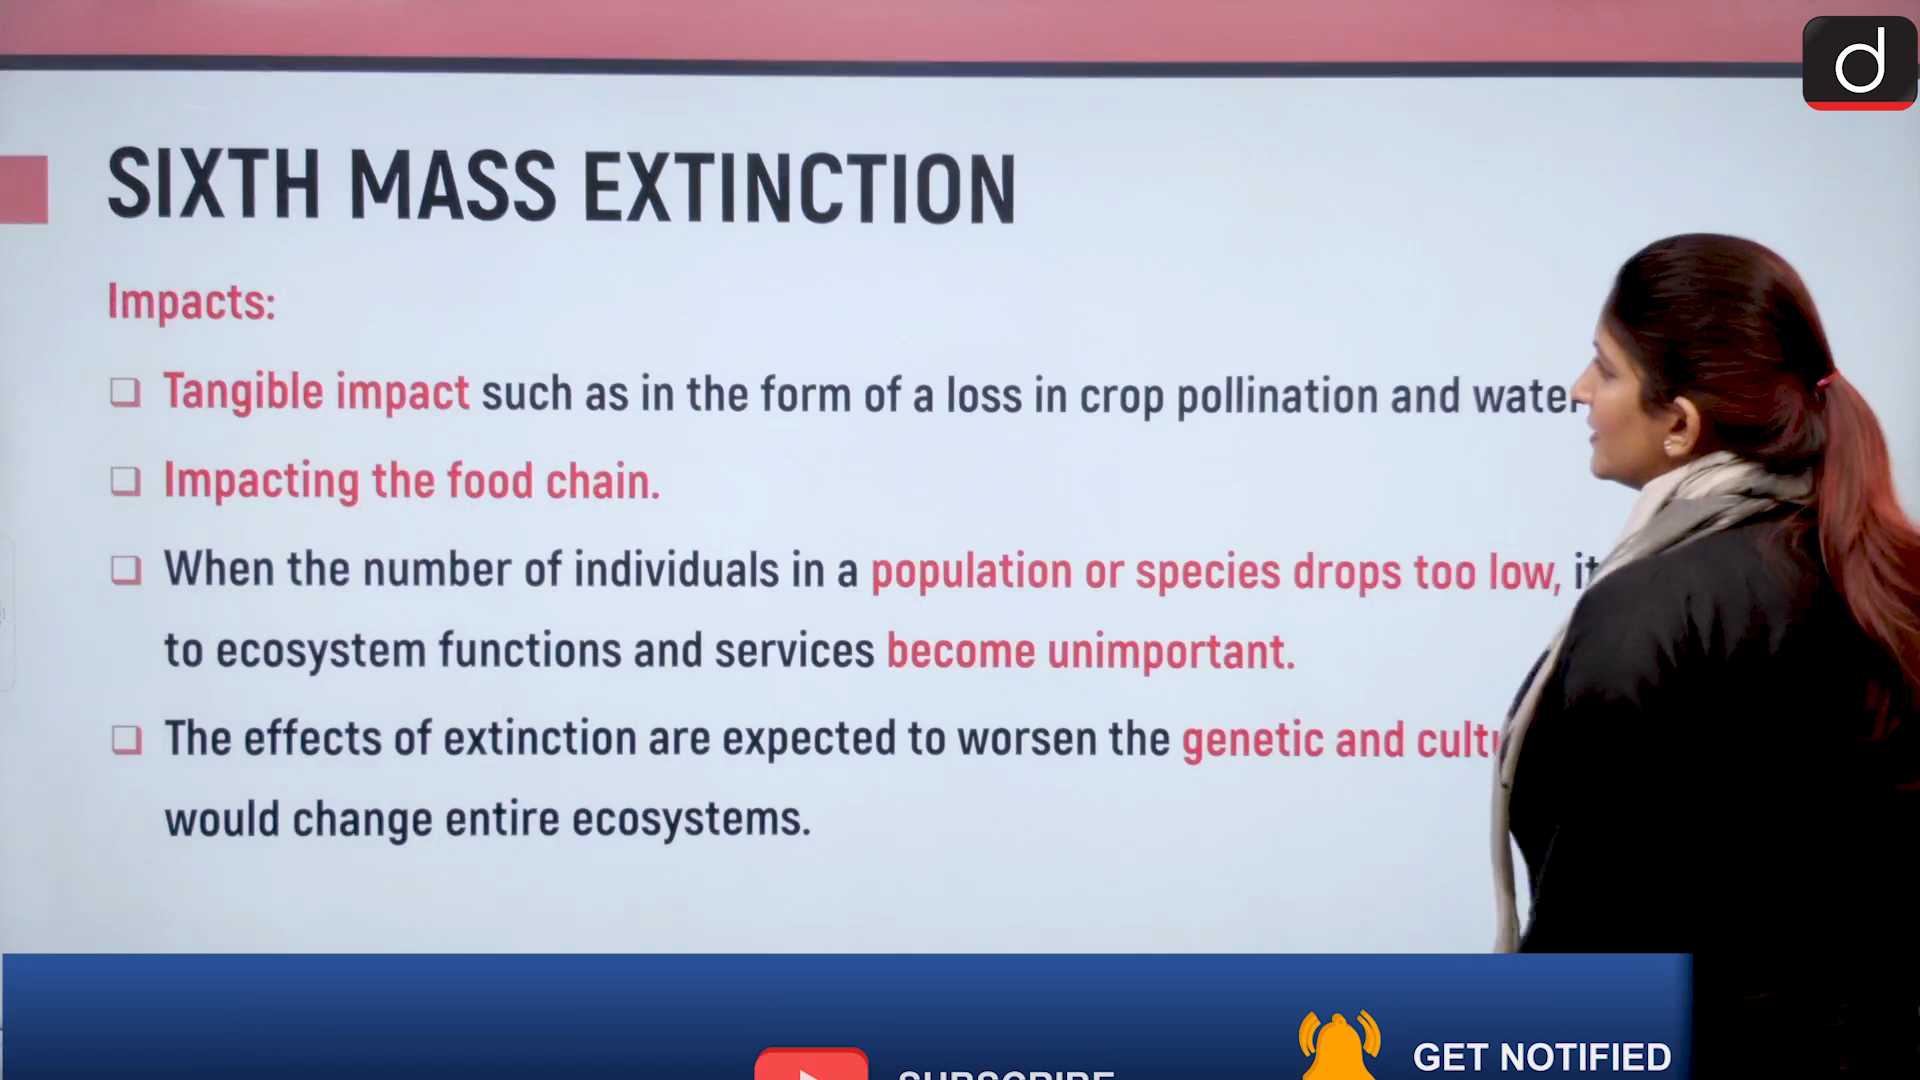 d
SIXTH MASS EXTINCTION
Impacts:
Tangible impact such as in the form of a loss in crop pollination and water
Impacting the food chain.
When the number of individuals in a population or species drops too low,
to ecosystem functions and services become unimportant.
The effects of extinction are expected to worsen the genetic and
would change entire ecosystems.
SUBSCRIBE
GET NOTIFIED